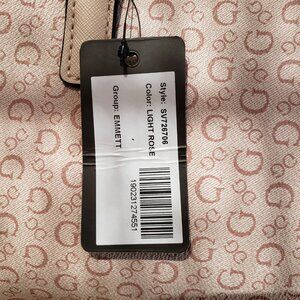 Style: SV726706
Color: LIGHT ROSE
Group: EMMETT
190231274551